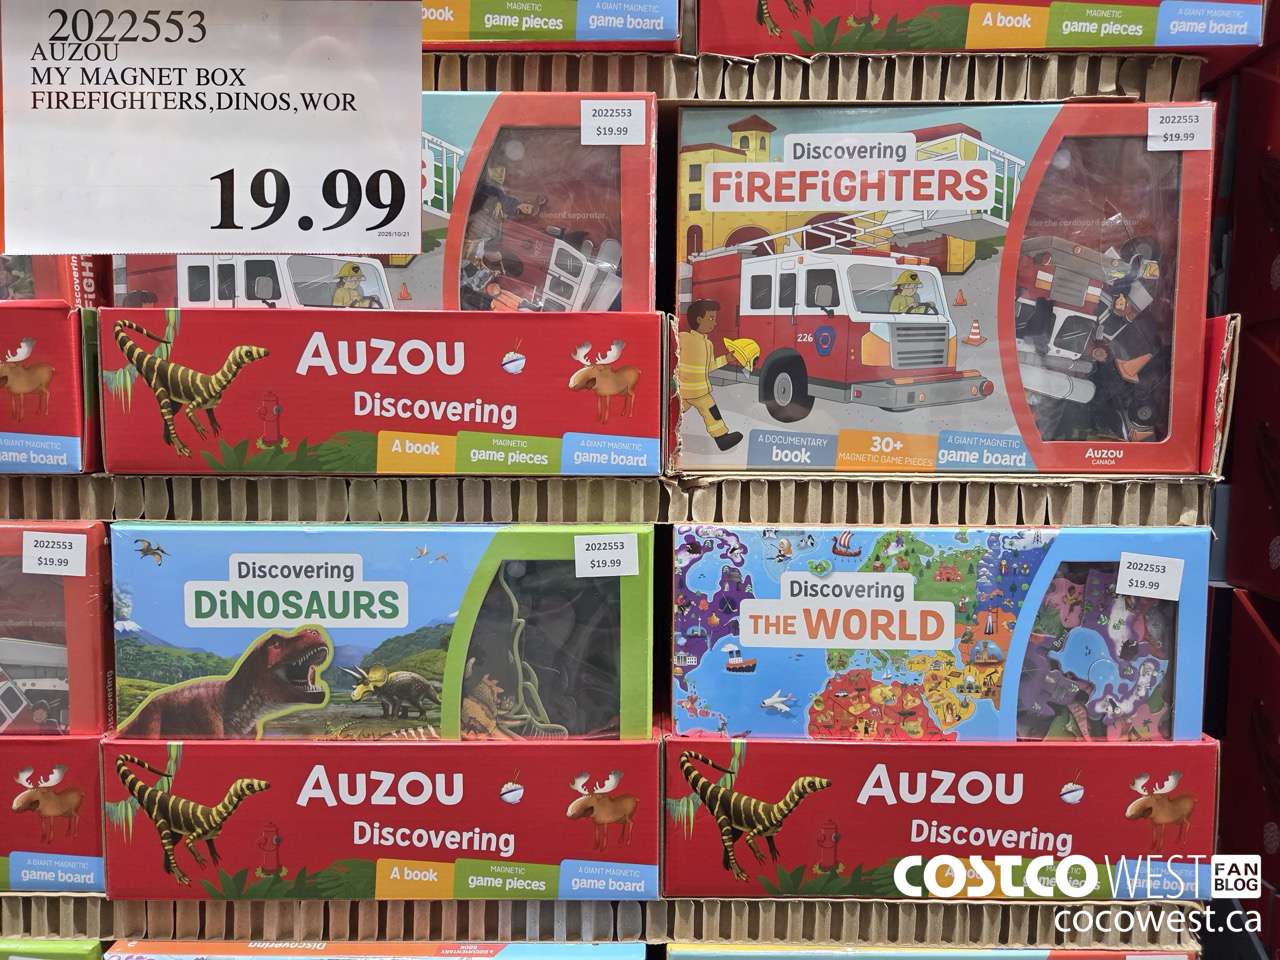 2022553
AUZOU
MY MAGNET BOX
FIREFIGHTERS,DINOS,WOR
19.99
book
MAGNETIC
game pieces
A GIANT MAGNETIC
game board
A book
MAGNETIC
game pieces
A GIANT MAGNETIC
game board
2022553
$19.99
board separator.
2022553
$19.99
Discovering
FiREFiGHTERS
226
A DOCUMENTARY
book
30+
MAGNETIC GAME PIECES
A GIANT MAGNETIC
game board
AUZOU
CANADA
AUZOU
Discovering
A book
MAGNETIC
game pieces
A GIANT MAGNETIC
game board
A GIANT MAGNETIC
game board
2022553
$19.99
Discovering
DiNOSAURS
2022553
$19.99
Discovering
THE WORLD
2022553
$19.99
AUZOU
Discovering
A book
MAGNETIC
game pieces
A GIANT MAGNETIC
game board
AUZOU
Discovering
A GIANT MAGNETIC
game board
COSTCO WEST FAN BLOG
cocowest.ca
Discovering